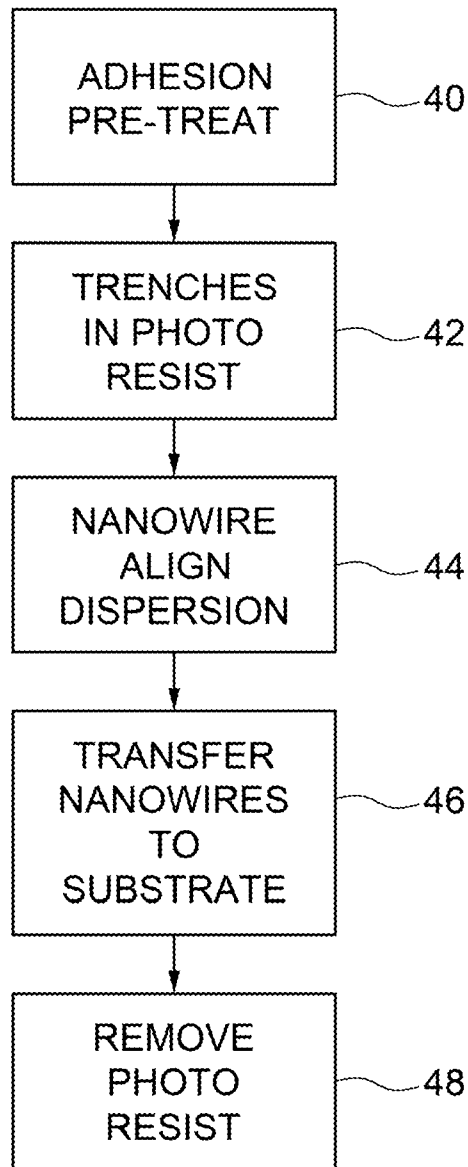 ADHESION
PRE-TREAT
40
TRENCHES
IN PHOTO
RESIST
42
NANOWIRE
ALIGN
DISPERSION
44
TRANSFER
NANOWIRES
TO
SUBSTRATE
46
REMOVE
PHOTO
RESIST
48